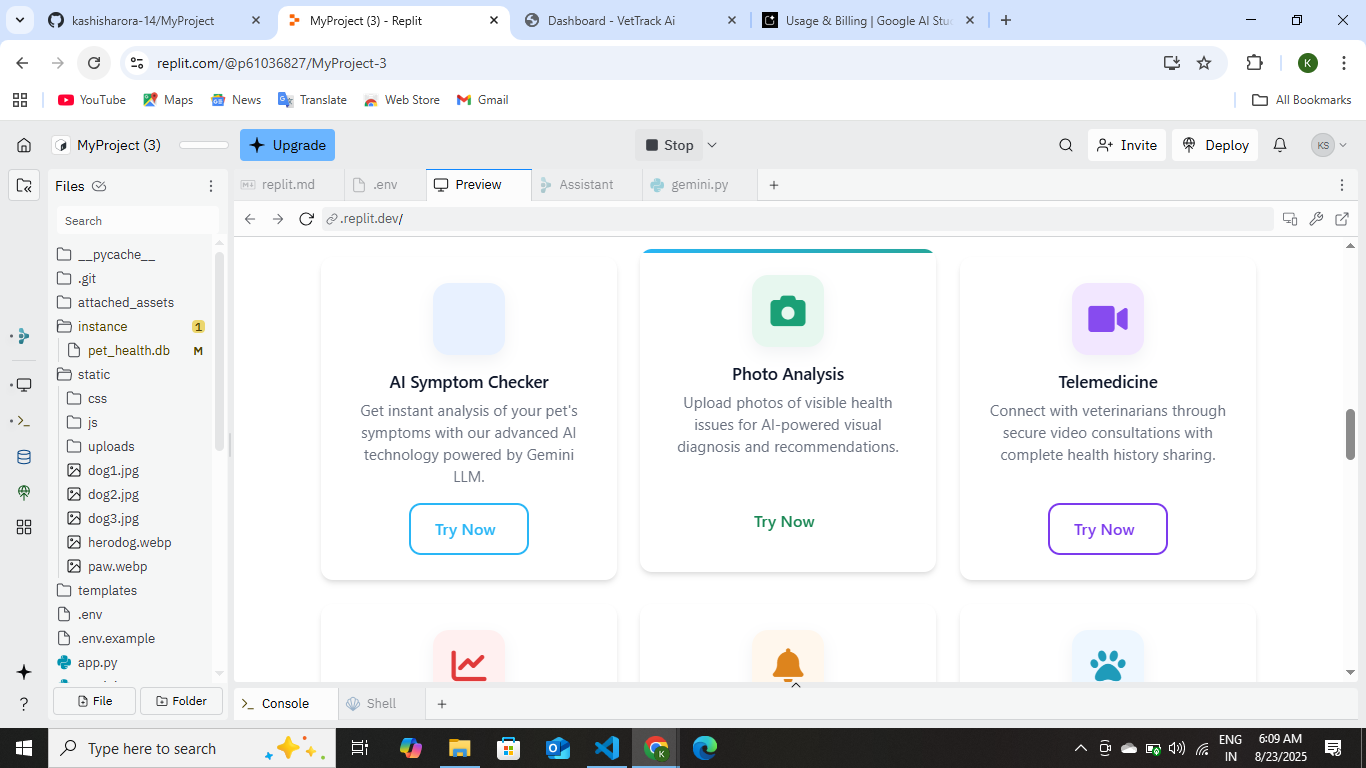 kashisharora-14/MyProject
MyProject (3) - Replit
Dashboard - VetTrack Ai
Usage & Billing | Google AI Stu
replit.com/@p61036827/MyProject-3
K
YouTube
Maps
News
Translate
Web Store
Gmail
All Bookmarks
MyProject (3)
Upgrade
Stop
Invite
Deploy
KS
Files
replit.md
.env
Preview
Assistant
gemini.py
Search
.replit.dev/
__pycache__
.git
attached_assets
instance
1
pet_health.db
M
static
css
js
uploads
dog1.jpg
dog2.jpg
dog3.jpg
herodog.webp
paw.webp
templates
.env
.env.example
app.py
File
Folder
AI Symptom Checker
Get instant analysis of your pet's
symptoms with our advanced AI
technology powered by Gemini
LLM.
Try Now
Photo Analysis
Upload photos of visible health
issues for AI-powered visual
diagnosis and recommendations.
Try Now
Telemedicine
Connect with veterinarians through
secure video consultations with
complete health history sharing.
Try Now
Console
Shell
Type here to search
K
ENG
IN
6:09 AM
8/23/2025